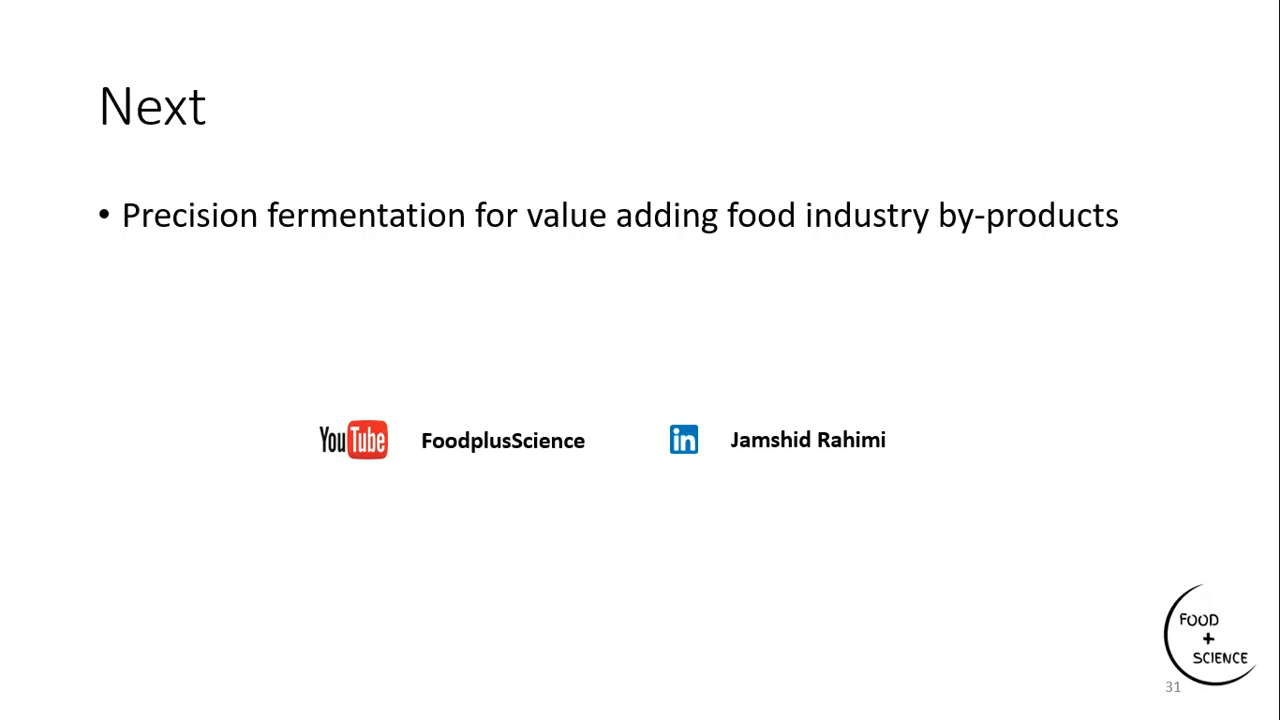 Next
• Precision fermentation for value adding food industry by-products
YouTube FoodplusScience in Jamshid Rahimi
FOOD
+
SCIENCE
31